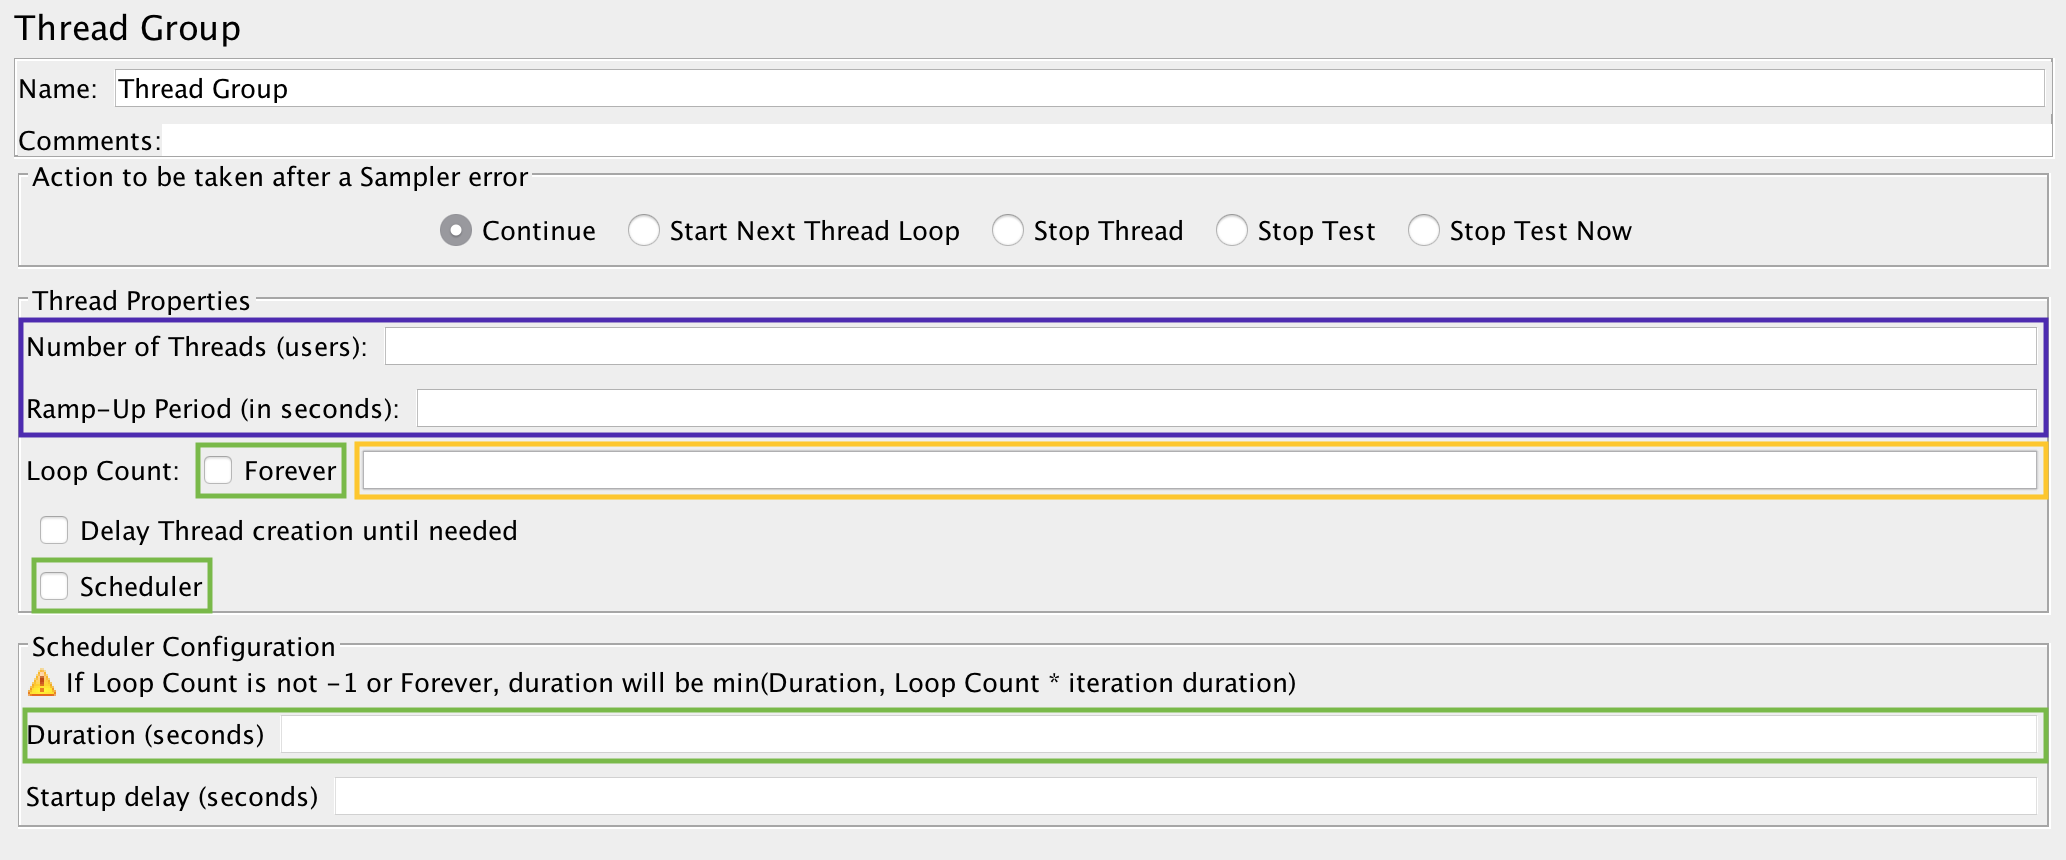 Thread Group
Name: Thread Group
Comments:
Action to be taken after a Sampler error
Continue Start Next Thread Loop Stop Thread Stop Test Stop Test Now
Thread Properties
Number of Threads (users):
Ramp-Up Period (in seconds):
Loop Count: Forever
Delay Thread creation until needed
Scheduler
Scheduler Configuration
If Loop Count is not -1 or Forever, duration will be min(Duration, Loop Count * iteration duration)
Duration (seconds)
Startup delay (seconds)